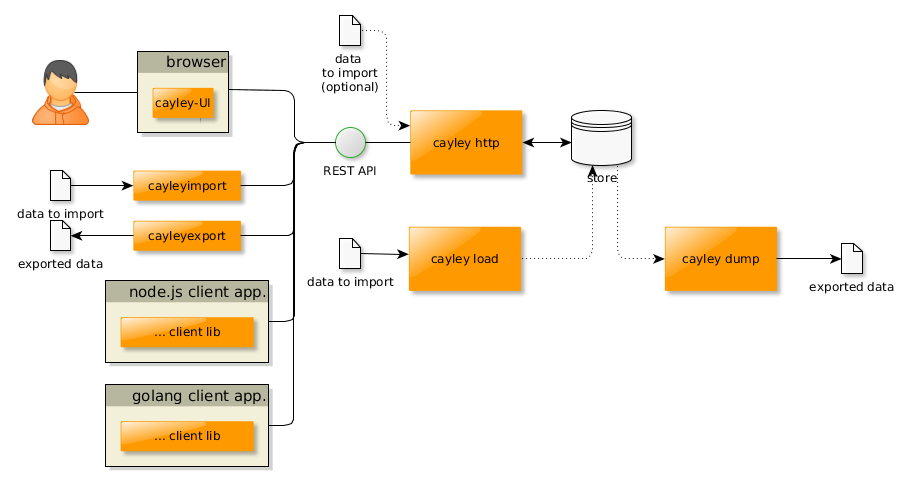 browser
cayley-UI
data
to import
(optional)
cayley http
store
REST API
cayleyimport
data to import
cayleyexport
exported data
cayley load
data to import
cayley dump
exported data
node.js client app.
... client lib
golang client app.
... client lib